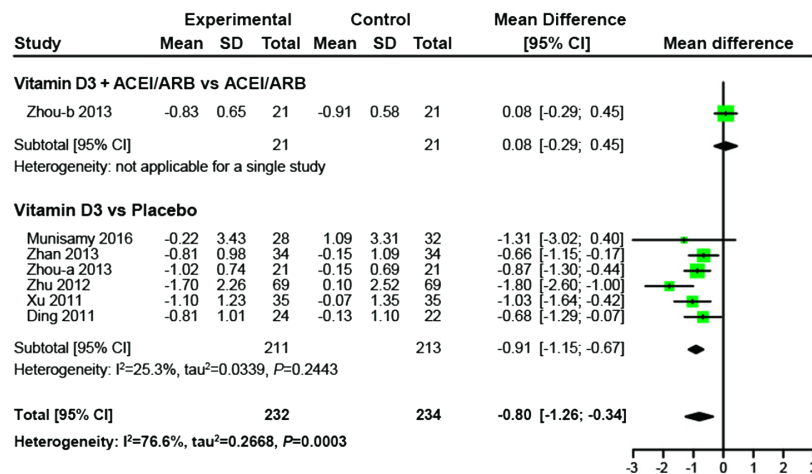 Experimental Control Mean Difference
Study Mean SD Total Mean SD Total [95% CI] Mean difference
Vitamin D3 + ACEI/ARB vs ACEI/ARB
Zhou-b 2013 -0.83 0.65 21 -0.91 0.58 21 0.08 [-0.29; 0.45]
Subtotal [95% CI] 21 21 0.08 [-0.29; 0.45]
Heterogeneity: not applicable for a single study
Vitamin D3 vs Placebo
Munisamy 2016 -0.22 3.43 28 1.09 3.31 32 -1.31 [-3.02; 0.40]
Zhan 2013 -0.81 0.98 34 -0.15 1.09 34 -0.66 [-1.15; -0.17]
Zhou-a 2013 -1.02 0.74 21 -0.15 0.69 21 -0.87 [-1.30; -0.44]
Zhu 2012 -1.70 2.26 69 0.10 2.52 69 -1.80 [-2.60; -1.00]
Xu 2011 -1.10 1.23 35 -0.07 1.35 35 -1.03 [-1.64; -0.42]
Ding 2011 -0.81 1.01 24 -0.13 1.10 22 -0.68 [-1.29; -0.07]
Subtotal [95% CI] 211 213 -0.91 [-1.15; -0.67]
Heterogeneity: I²=25.3%, tau²=0.0339, P=0.2443
Total [95% CI] 232 234 -0.80 [-1.26; -0.34]
Heterogeneity: I²=76.6%, tau²=0.2668, P=0.0003
-3 -2 -1 0 1 2 3